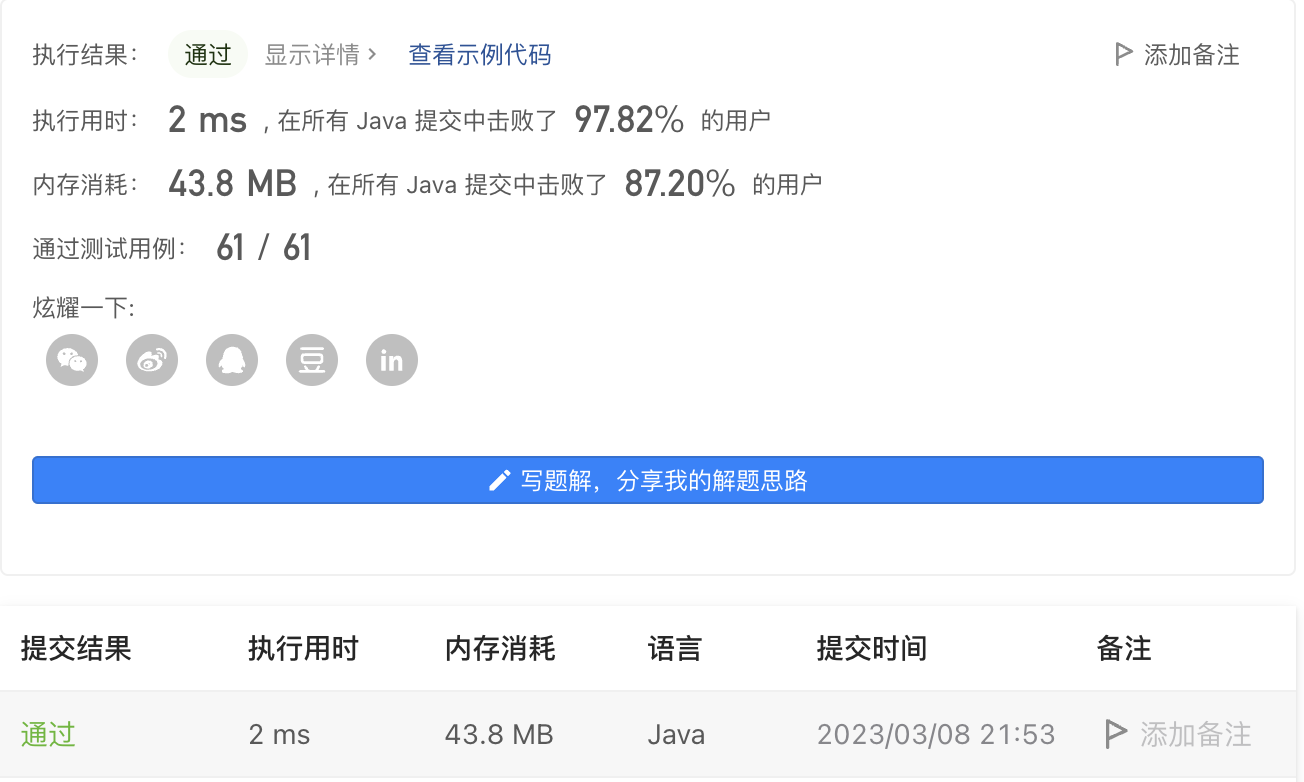 执行结果： 通过 显示详情 > 查看示例代码 添加备注
执行用时： 2 ms , 在所有 Java 提交中击败了 97.82% 的用户
内存消耗： 43.8 MB , 在所有 Java 提交中击败了 87.20% 的用户
通过测试用例： 61 / 61
炫耀一下:
豆 in
写题解，分享我的解题思路
提交结果 执行用时 内存消耗 语言 提交时间 备注
通过 2 ms 43.8 MB Java 2023/03/08 21:53 添加备注